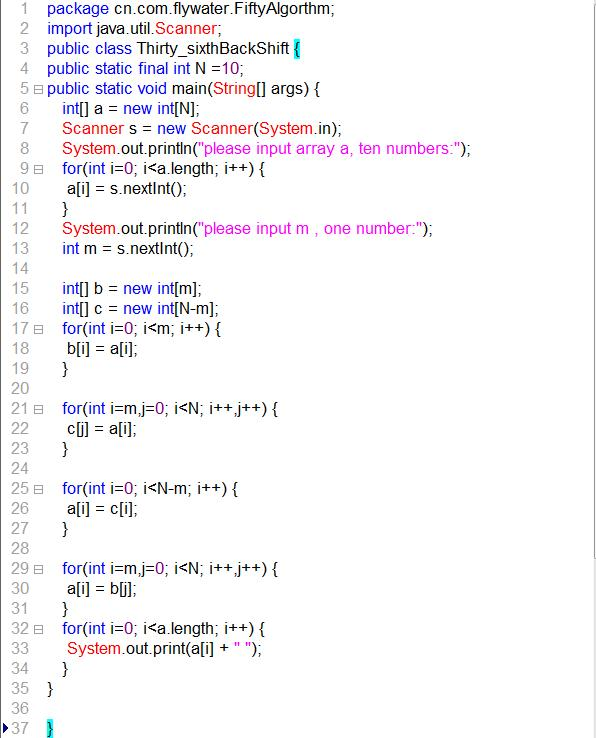 1 package cn.com.flywater.FiftyAlgorthm;
2 import java.util.Scanner;
3 public class Thirty_sixthBackShift {
4 public static final int N =10;
5 public static void main(String[] args) {
6 int[] a = new int[N];
7 Scanner s = new Scanner(System.in);
8 System.out.println("please input array a, ten numbers:");
9 for(int i=0; i<a.length; i++) {
10 a[i] = s.nextInt();
11 }
12 System.out.println("please input m , one number:");
13 int m = s.nextInt();
14
15 int[] b = new int[m];
16 int[] c = new int[N-m];
17 for(int i=0; i<m; i++) {
18 b[i] = a[i];
19 }
20
21 for(int i=m,j=0; i<N; i++,j++) {
22 c[j] = a[i];
23 }
24
25 for(int i=0; i<N-m; i++) {
26 a[i] = c[i];
27 }
28
29 for(int i=m,j=0; i<N; i++,j++) {
30 a[i] = b[j];
31 }
32 for(int i=0; i<a.length; i++) {
33 System.out.print(a[i] + " ");
34 }
35 }
36
37 }